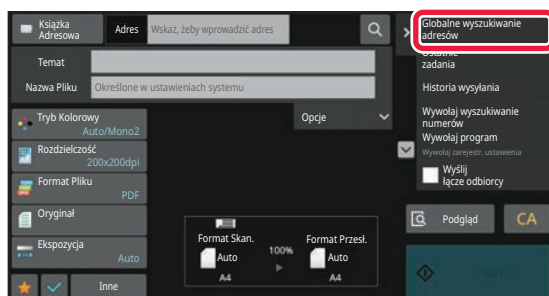 Książka
Adresowa
Adres
Wskaż, żeby wprowadzić adres
Temat
Nazwa Pliku
Określone w ustawieniach systemu
Tryb Kolorowy
Auto/Mono2
Rozdzielczość
200x200dpi
Format Pliku
PDF
Oryginał
Ekspozycja
Auto
Inne
Opcje
Format Skan.
Auto
A4
100%
Format Przesł.
Auto
A4
Globalne wyszukiwanie
adresów
Ostatnie
zadania
Historia wysyłania
Wywołaj wyszukiwanie
numerów
Wywołaj program
Wywołaj zarejestr. ustawienia
Wyślij
łącze odbiorcy
Podgląd
CA
Start